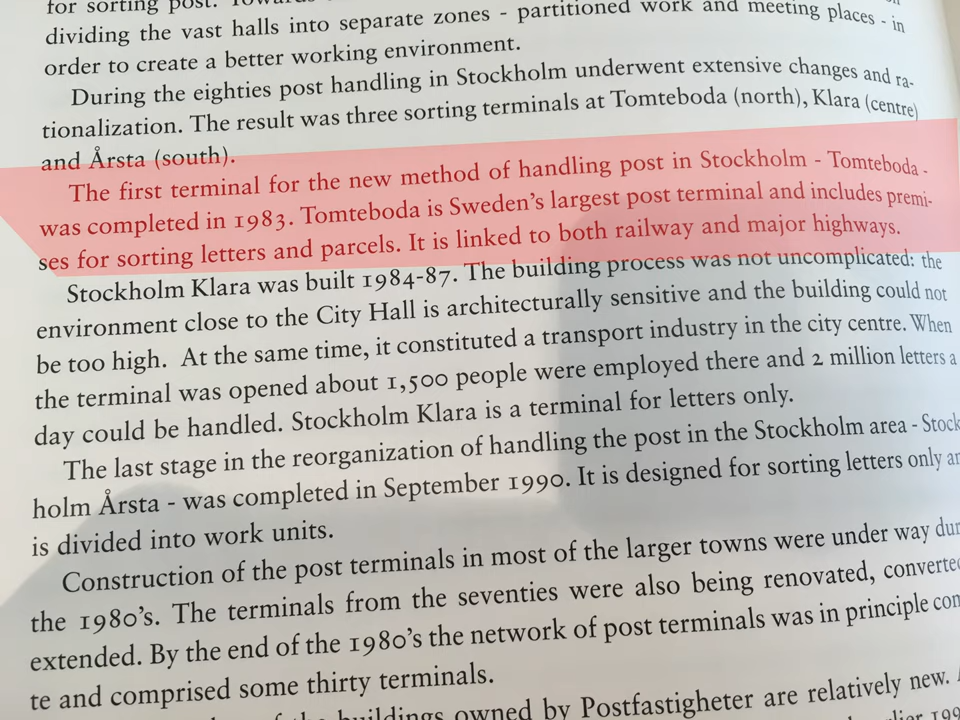 for sorting post. Towards
dividing the vast halls into separate zones - partitioned work and meeting places - in
order to create a better working environment.
During the eighties post handling in Stockholm underwent extensive changes and ra-
tionalization. The result was three sorting terminals at Tomteboda (north), Klara (centre)
and Årsta (south).
The first terminal for the new method of handling post in Stockholm - Tomteboda -
was completed in 1983. Tomteboda is Sweden's largest post terminal and includes premi-
ses for sorting letters and parcels. It is linked to both railway and major highways.
Stockholm Klara was built 1984-87. The building process was not uncomplicated: the
environment close to the City Hall is architecturally sensitive and the building could not
be too high. At the same time, it constituted a transport industry in the city centre. When
the terminal was opened about 1,500 people were employed there and 2 million letters a
day could be handled. Stockholm Klara is a terminal for letters only.
The last stage in the reorganization of handling the post in the Stockholm area - Stock
holm Årsta - was completed in September 1990. It is designed for sorting letters only
is divided into work units.
Construction of the post terminals in most of the larger towns were under way dur
the 1980's. The terminals from the seventies were also being renovated, converted
extended. By the end of the 1980's the network of post terminals was in principle com
te and comprised some thirty terminals.
of the buildings owned by Postfastigheter are relatively new.